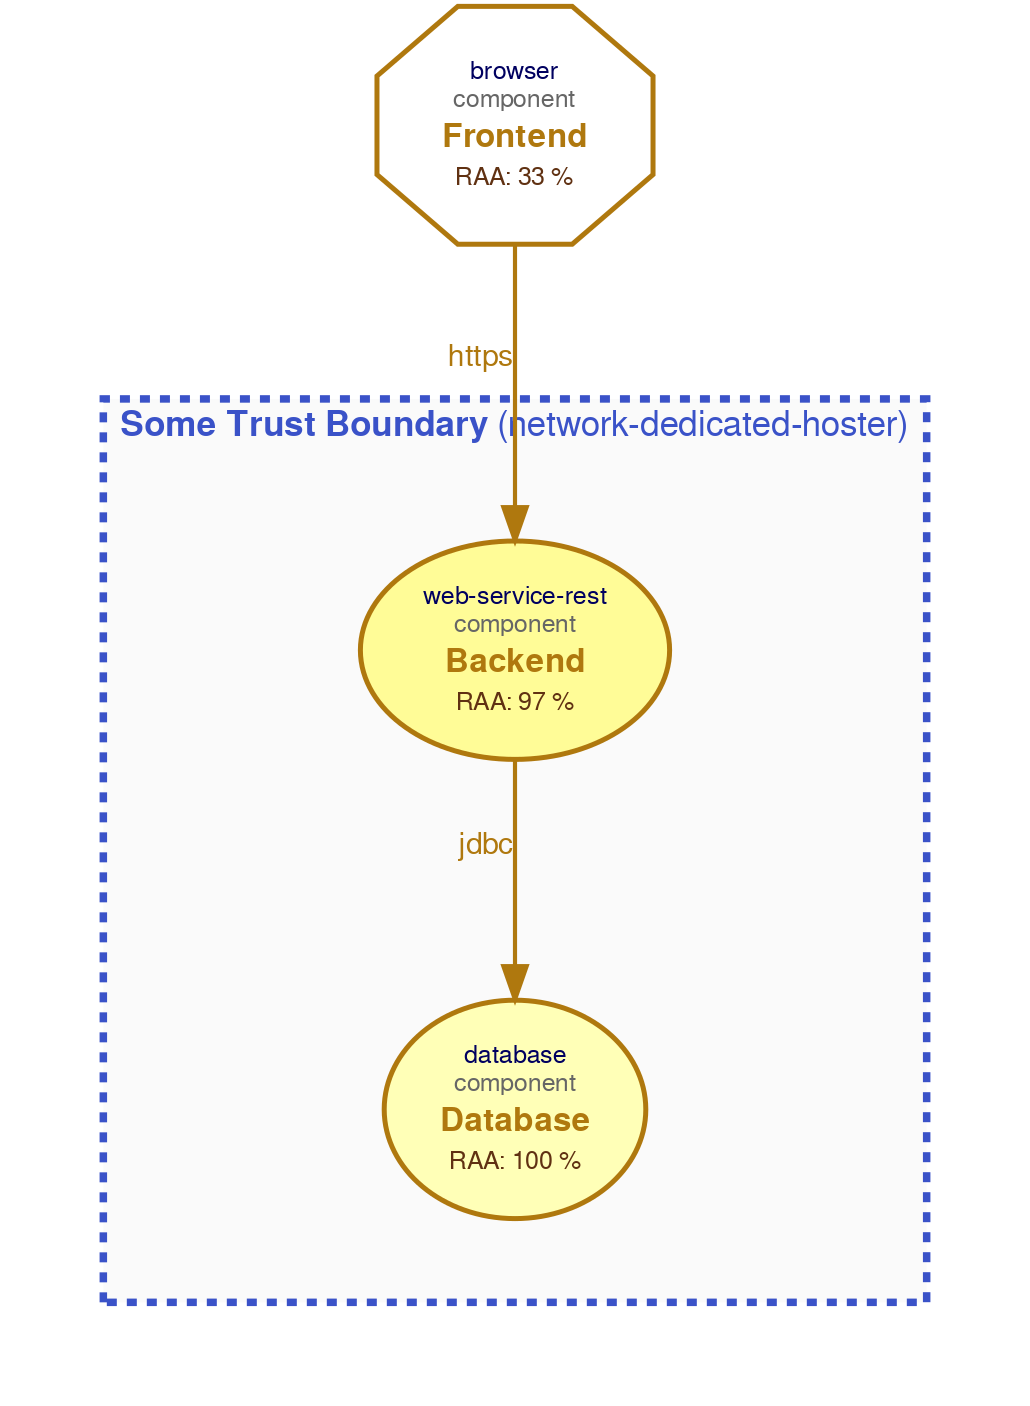 browser
component
Frontend
RAA: 33 %
https
Some Trust Boundary (network-dedicated-hoster)
web-service-rest
component
Backend
RAA: 97 %
jdbc
database
component
Database
RAA: 100 %